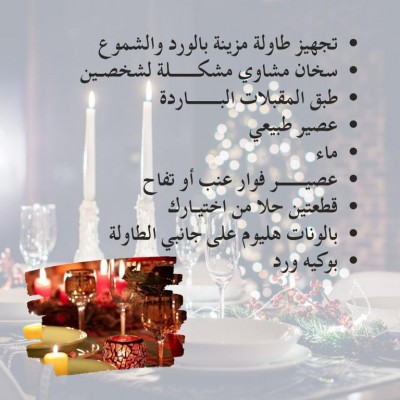 تجهيز طاولة مزينة بالورد والشموع
سخان مشاوي مشكلة لشخصين
طبق المقبلات الباردة
عصير طبيعي
ماء
عصير فوار عنب أو تفاح
قطعتين حلا من اختيارك
بالونات هليوم على جانبي الطاولة
بوكيه ورد